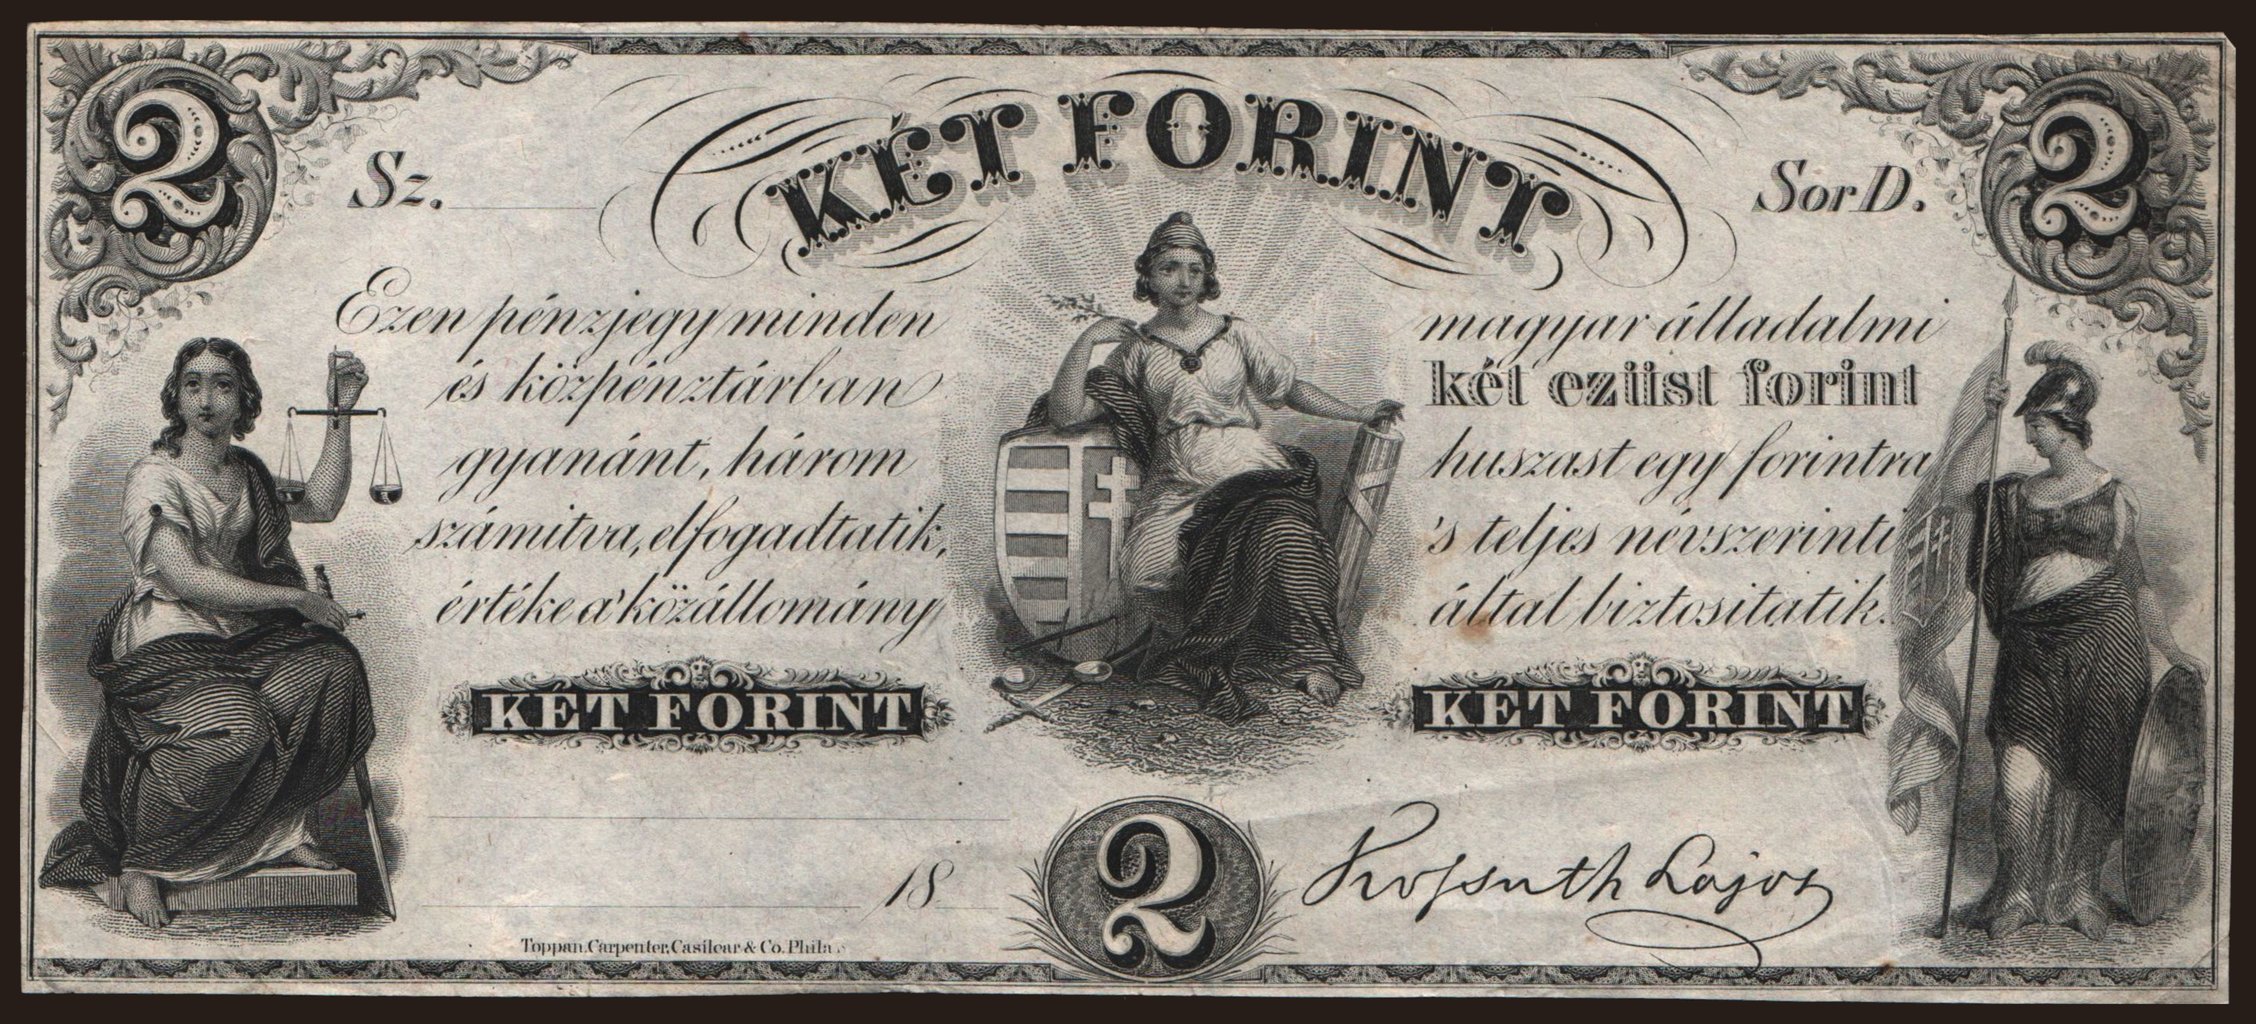 2 KÉT FORINT 2
Sz. Sor D.
Ezen pénzjegy minden magyar álladalmi
és közpénztárban két ezüst forint
gyanánt, három huszast egy forintra
számitva, elfogadtatik, 's teljes névszerinti
értéke a' közállomány által biztositatik.
KÉT FORINT KÉT FORINT
18 2 Kossuth Lajos
Toppan, Carpenter, Casilear & Co. Phila.